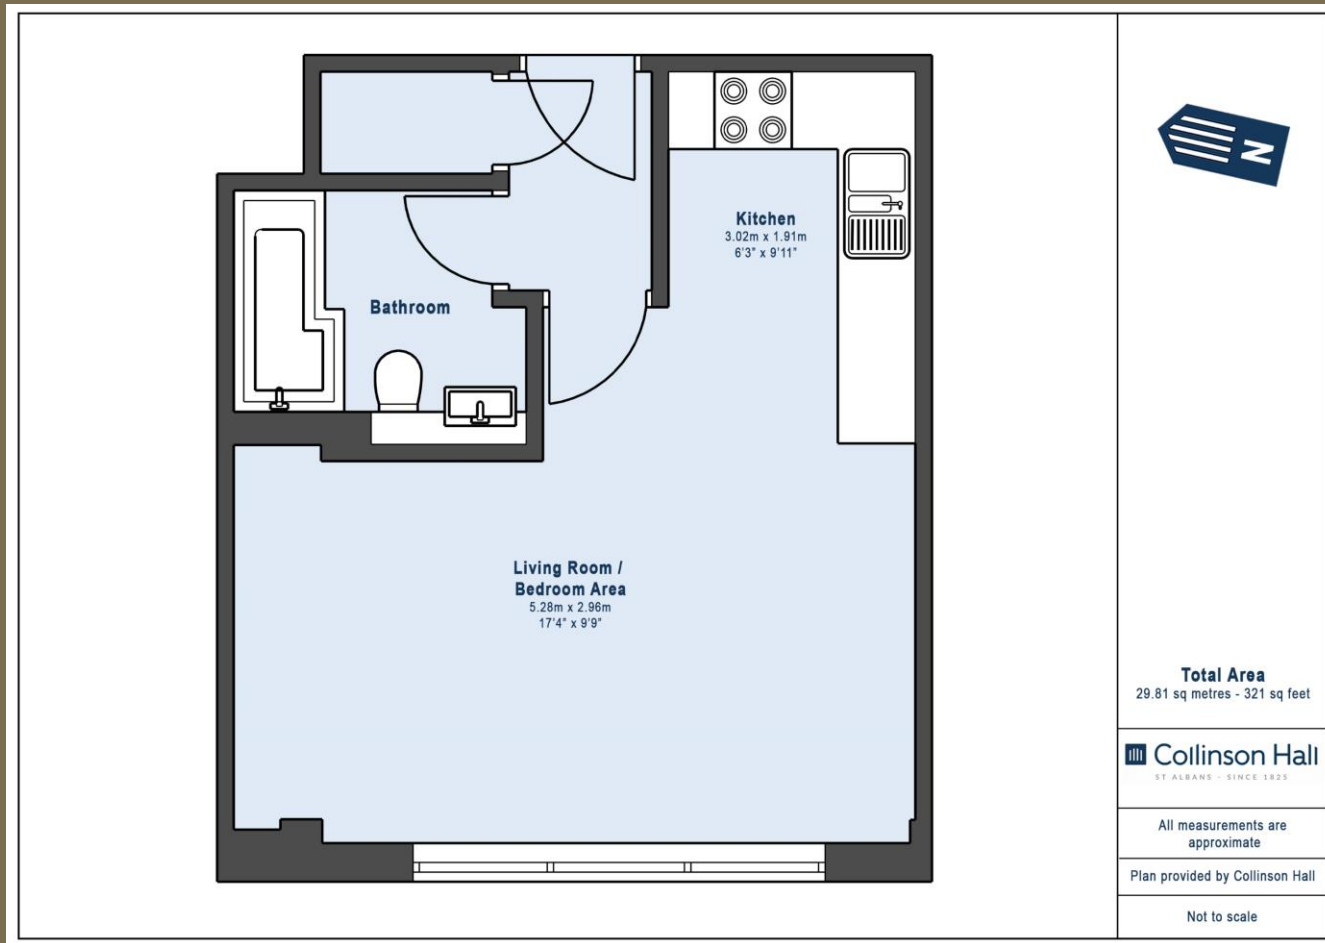 N
Kitchen
3.02m x 1.91m
6'3" x 9'11"
Bathroom
Living Room /
Bedroom Area
5.28m x 2.96m
17'4" x 9'9"
Total Area
29.81 sq metres - 321 sq feet
Collinson Hall
ST ALBANS - SINCE 1825
All measurements are
approximate
Plan provided by Collinson Hall
Not to scale